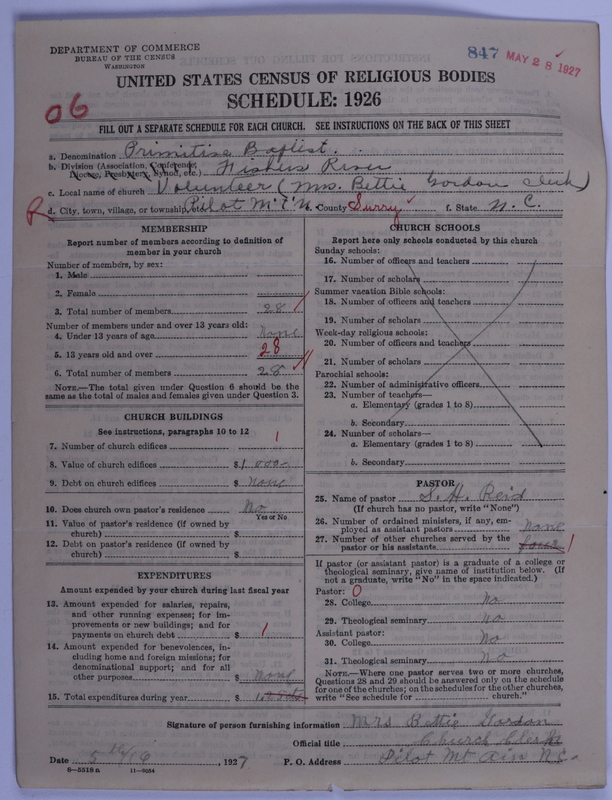 DEPARTMENT OF COMMERCE
BUREAU OF THE CENSUS
WASHINGTON
847 MAY 28 1927
UNITED STATES CENSUS OF RELIGIOUS BODIES
SCHEDULE: 1926
06
FILL OUT A SEPARATE SCHEDULE FOR EACH CHURCH. SEE INSTRUCTIONS ON THE BACK OF THIS SHEET
a. Denomination Primitive Baptist
b. Division (Association, Conference, Fishers River
Diocese, Presbytery, Synod, etc.)
c. Local name of church Volunteer (Mrs. Bettie Gordon Clerk)
R d. City, town, village, or township, etc. Pilot Mt. e. County Surry f. State N. C.
MEMBERSHIP
Report number of members according to definition of
member in your church
Number of members, by sex:
1. Male
2. Female
3. Total number of members 28
Number of members under and over 13 years old:
4. Under 13 years of age None
5. 13 years old and over 28
6. Total number of members 28
NOTE.—The total given under Question 6 should be the
same as the total of males and females given under Question 3.
CHURCH BUILDINGS
See instructions, paragraphs 10 to 12
7. Number of church edifices 1
8. Value of church edifices $1,000
9. Debt on church edifices $ None
10. Does church own pastor's residence No
Yes or No
11. Value of pastor's residence (if owned by
church) $
12. Debt on pastor's residence (if owned by
church) $
EXPENDITURES
Amount expended by your church during last fiscal year
13. Amount expended for salaries, repairs,
and other running expenses; for im-
provements or new buildings; and for
payments on church debt $ 1
14. Amount expended for benevolences, in-
cluding home and foreign missions; for
denominational support; and for all
other purposes $ None
15. Total expenditures during year $
CHURCH SCHOOLS
Report here only schools conducted by this church
Sunday schools:
16. Number of officers and teachers
17. Number of scholars
Summer vacation Bible schools:
18. Number of officers and teachers
19. Number of scholars
Week-day religious schools:
20. Number of officers and teachers
21. Number of scholars
Parochial schools:
22. Number of administrative officers
23. Number of teachers—
a. Elementary (grades 1 to 8)
b. Secondary
24. Number of scholars—
a. Elementary (grades 1 to 8)
b. Secondary
PASTOR
25. Name of pastor S. H. Reid
(If church has no pastor, write "None")
26. Number of ordained ministers, if any, em-
ployed as assistant pastors None
27. Number of other churches served by the
pastor or his assistants four 1
If pastor (or assistant pastor) is a graduate of a college or
theological seminary, give name of institution below. (If
not a graduate, write "No" in the space indicated.)
Pastor: 0
28. College No
29. Theological seminary No
Assistant pastor:
30. College No
31. Theological seminary No
NOTE.—Where one pastor serves two or more churches,
Questions 28 and 29 should be answered only on the schedule
for one of the churches; on the schedules for the other churches,
write "See schedule for church."
Signature of person furnishing information Mrs Bettie Gordon
Official title Church Clerk
Date 1927 P. O. Address Pilot Mt N.C.
8—5518 a 11—9054